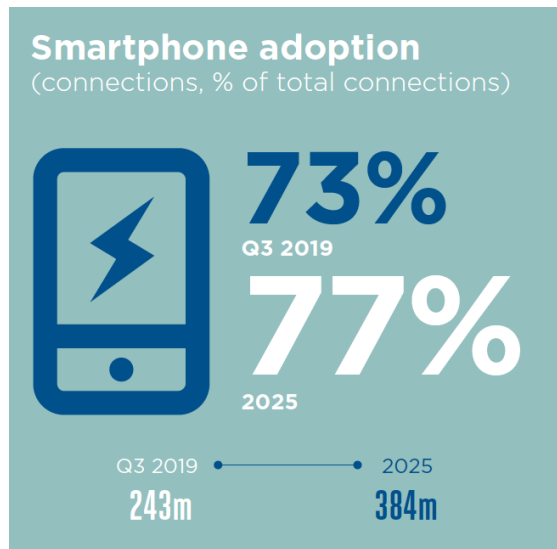 Smartphone adoption
(connections, % of total connections)
73%
Q3 2019
77%
2025
Q3 2019 2025
243m 384m